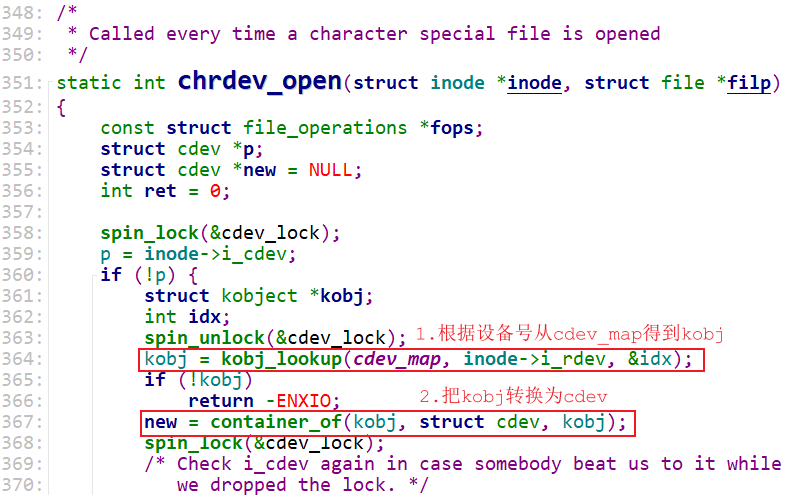 348: /*
349:  * Called every time a character special file is opened
350:  */
351: static int chrdev_open(struct inode *inode, struct file *filp)
352: {
353:     const struct file_operations *fops;
354:     struct cdev *p;
355:     struct cdev *new = NULL;
356:     int ret = 0;
357:
358:     spin_lock(&cdev_lock);
359:     p = inode->i_cdev;
360:     if (!p) {
361:         struct kobject *kobj;
362:         int idx;
363:         spin_unlock(&cdev_lock); 1.根据设备号从cdev_map得到kobj
364:         kobj = kobj_lookup(cdev_map, inode->i_rdev, &idx);
365:         if (!kobj)
366:             return -ENXIO; 2.把kobj转换为cdev
367:         new = container_of(kobj, struct cdev, kobj);
368:         spin_lock(&cdev_lock);
369:         /* Check i_cdev again in case somebody beat us to it while
370:            we dropped the lock. */